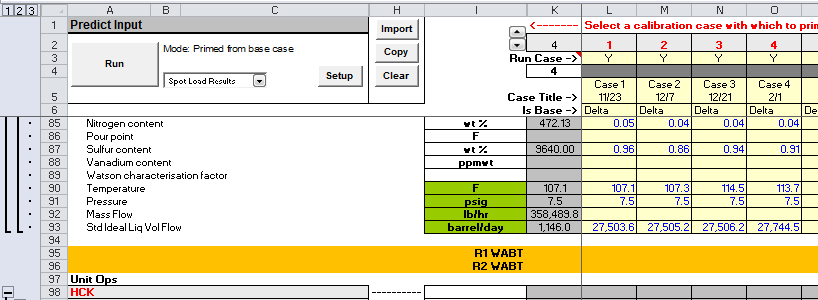 1 2 3 A B C H I K L M N O
1 Predict Input Import <------- Select a calibration case with which to prim
2 Run Mode: Primed from base case Copy 4 1 2 3 4
3 Run Case -> Y Y Y Y
4 Spot Load Results Setup Clear 4
Case 1 Case 2 Case 3 Case 4
5 Case Title -> 11/23 12/7 12/21 2/1
6 Is Base -> Delta Delta Delta Delta De
85 Nitrogen content wt % 472.13 0.05 0.04 0.04 0.04
86 Pour point F
87 Sulfur content wt % 9640.00 0.96 0.86 0.94 0.91
88 Vanadium content ppmwt
89 Watson characterisation factor
90 Temperature F 107.1 107.1 107.3 114.5 113.7
91 Pressure psig 7.5 7.5 7.5 7.5 7.5
92 Mass Flow lb/hr 358,489.8
93 Std Ideal Liq Vol Flow barrel/day 1,146.0 27,503.6 27,505.2 27,506.2 27,744.5
94
95 R1 WABT
96 R2 WABT
97 Unit Ops
98 HCK ----------